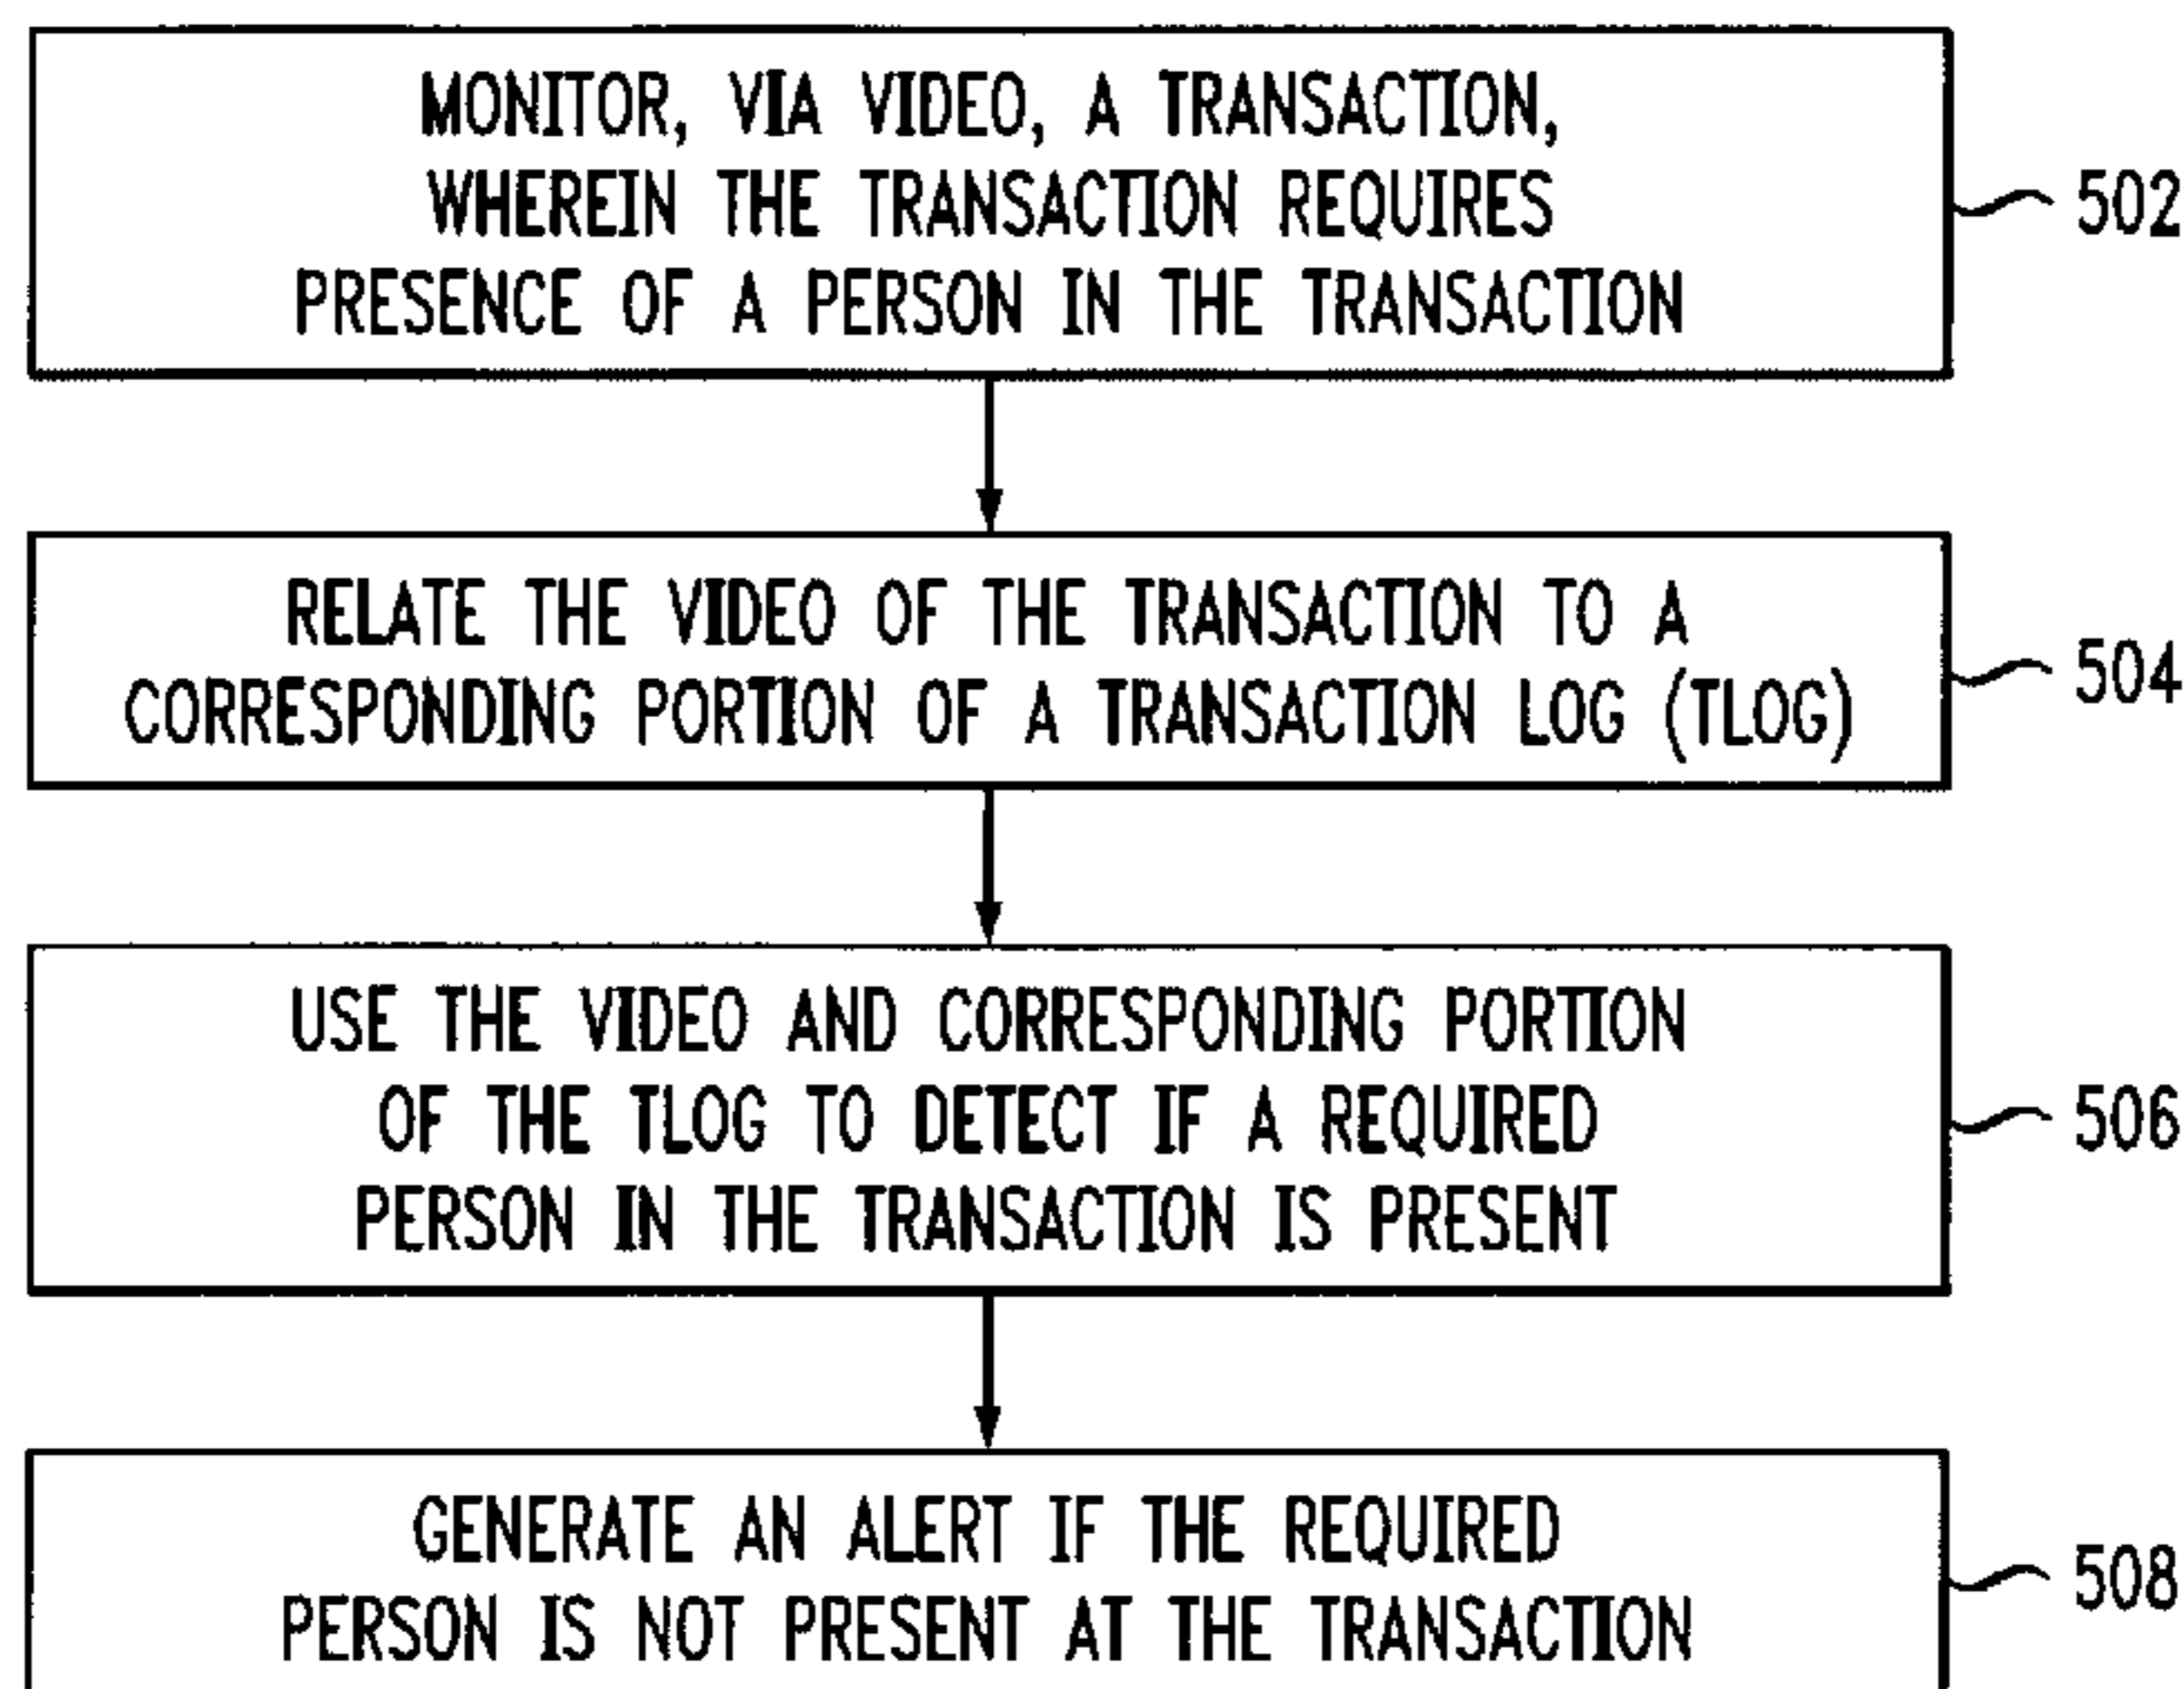 MONITOR, VIA VIDEO, A TRANSACTION,
WHEREIN THE TRANSACTION REQUIRES
PRESENCE OF A PERSON IN THE TRANSACTION
502
RELATE THE VIDEO OF THE TRANSACTION TO A
CORRESPONDING PORTION OF A TRANSACTION LOG (TLOG)
504
USE THE VIDEO AND CORRESPONDING PORTION
OF THE TLOG TO DETECT IF A REQUIRED
PERSON IN THE TRANSACTION IS PRESENT
506
GENERATE AN ALERT IF THE REQUIRED
PERSON IS NOT PRESENT AT THE TRANSACTION
508